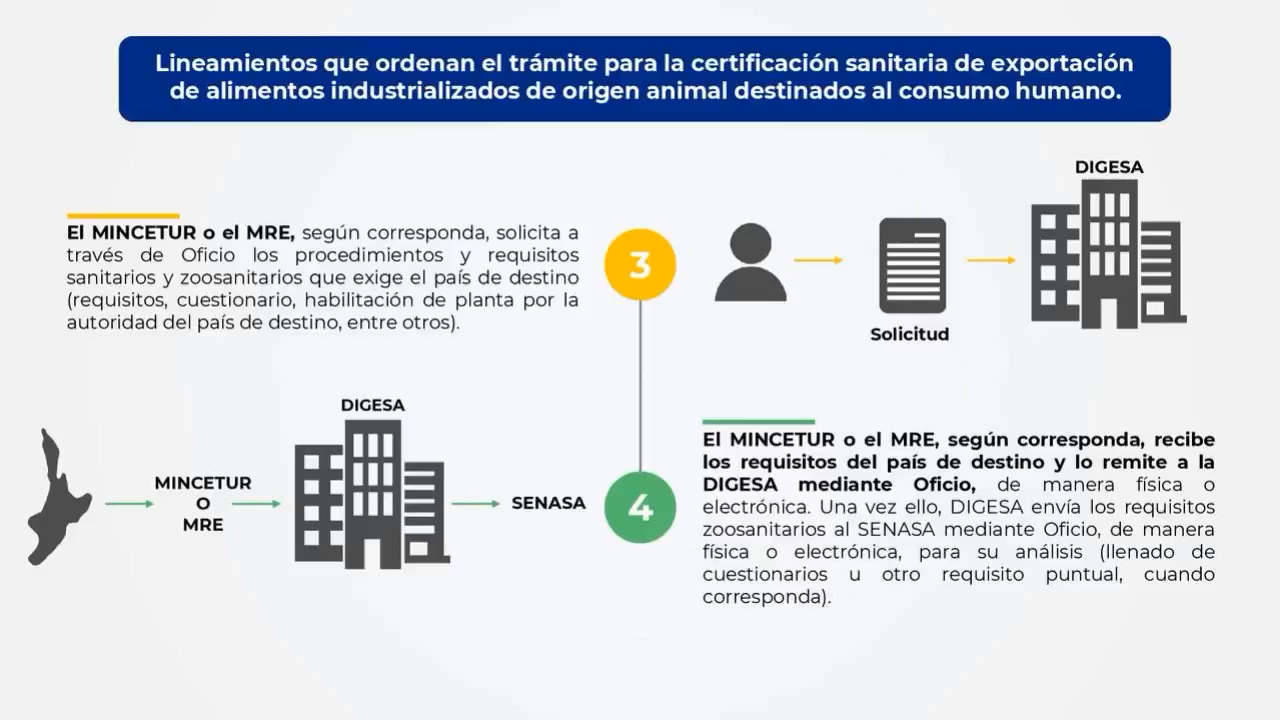 Lineamientos que ordenan el trámite para la certificación sanitaria de exportación
de alimentos industrializados de origen animal destinados al consumo humano.
El MINCETUR o el MRE, según corresponda, solicita a
través de Oficio los procedimientos y requisitos
sanitarios y zoosanitarios que exige el país de destino
(requisitos, cuestionario, habilitación de planta por la
autoridad del país de destino, entre otros).
3
Solicitud
DIGESA
MINCETUR
O
MRE
DIGESA
SENASA
4
El MINCETUR o el MRE, según corresponda, recibe
los requisitos del país de destino y lo remite a la
DIGESA mediante Oficio, de manera física o
electrónica. Una vez ello, DIGESA envía los requisitos
zoosanitarios al SENASA mediante Oficio, de manera
física o electrónica, para su análisis (llenado de
cuestionarios u otro requisito puntual, cuando
corresponda).